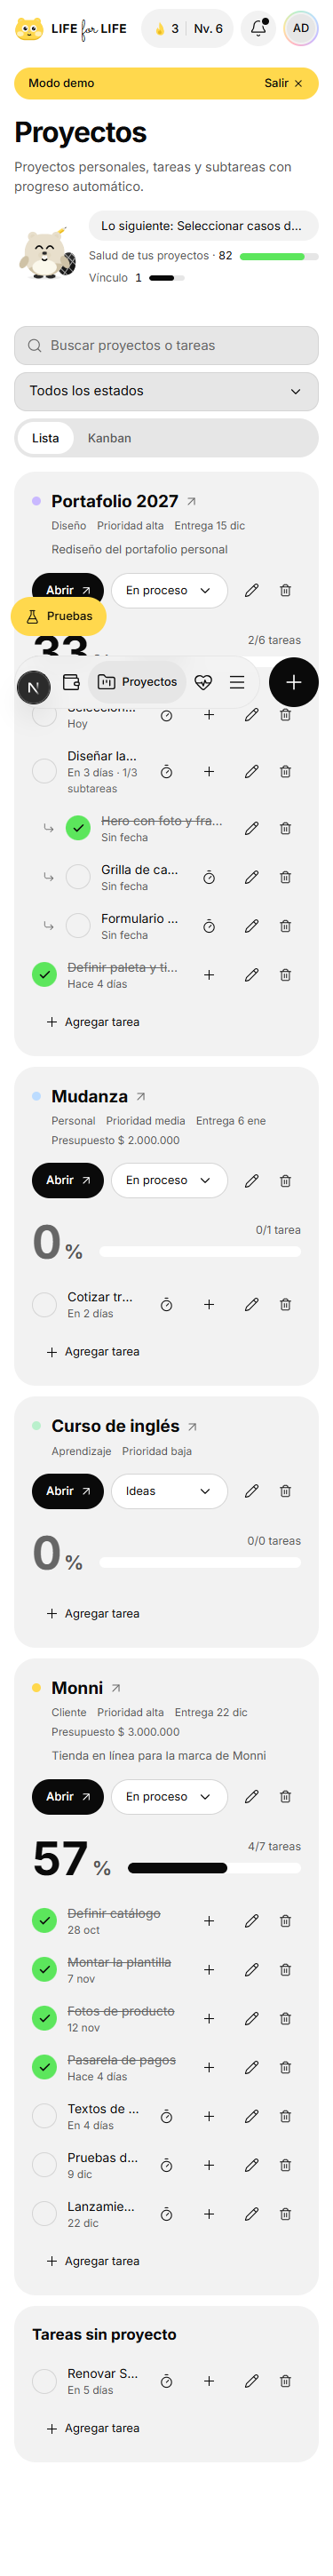 LIFE for LIFE
3
Nv. 6
AD
Modo demo
Salir ×
Proyectos
Proyectos personales, tareas y subtareas con
progreso automático.
Lo siguiente: Seleccionar casos d...
Salud de tus proyectos · 82
Vínculo 1
Buscar proyectos o tareas
Todos los estados
Lista
Kanban
Portafolio 2027
Diseño Prioridad alta Entrega 15 dic
Rediseño del portafolio personal
Abrir
En proceso
Pruebas
33
2/6 tareas
N
Proyectos
Hoy
Diseñar la...
En 3 días · 1/3
subtareas
Hero con foto y fra...
Sin fecha
Grilla de ca...
Sin fecha
Formulario ...
Sin fecha
Definir paleta y ti...
Hace 4 días
+ Agregar tarea
Mudanza
Personal Prioridad media Entrega 6 ene
Presupuesto $ 2.000.000
Abrir
En proceso
0 %
0/1 tarea
Cotizar tr...
En 2 días
+ Agregar tarea
Curso de inglés
Aprendizaje Prioridad baja
Abrir
Ideas
0 %
0/0 tareas
+ Agregar tarea
Monni
Cliente Prioridad alta Entrega 22 dic
Presupuesto $ 3.000.000
Tienda en línea para la marca de Monni
Abrir
En proceso
57 %
4/7 tareas
Definir catálogo
28 oct
Montar la plantilla
7 nov
Fotos de producto
12 nov
Pasarela de pagos
Hace 4 días
Textos de ...
En 4 días
Pruebas d...
9 dic
Lanzamie...
22 dic
+ Agregar tarea
Tareas sin proyecto
Renovar S...
En 5 días
+ Agregar tarea